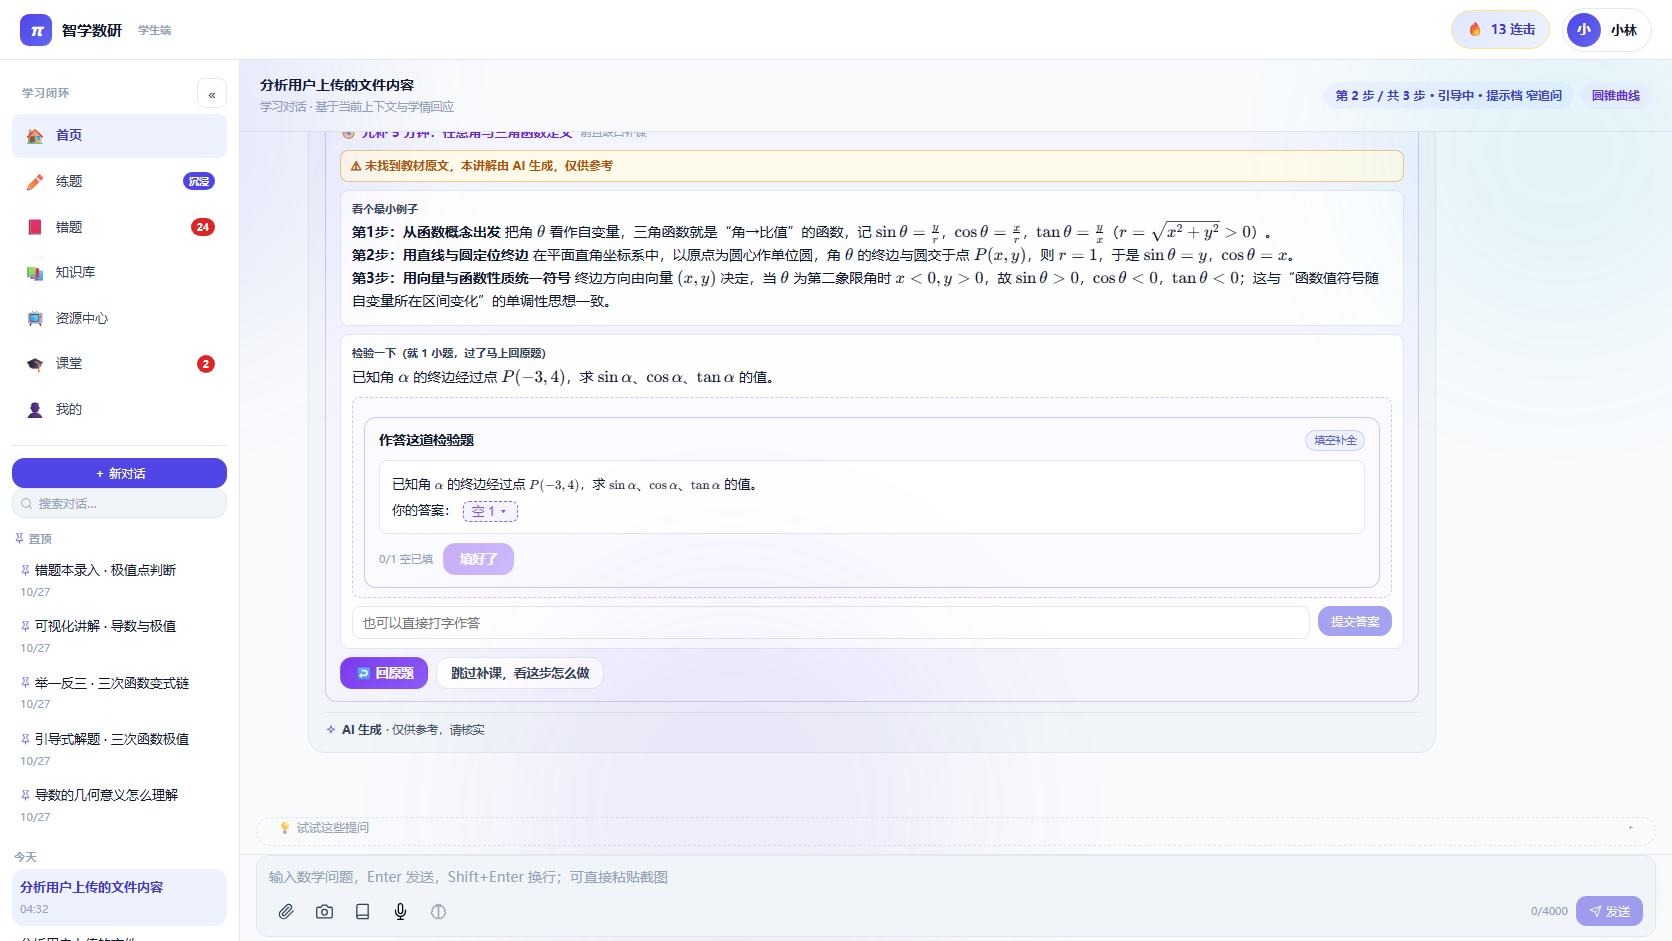 π 智学数研 学生端
13 连击
小 小林
学习闭环 «
首页
练题 沉浸
错题 24
知识库
资源中心
课堂 2
我的
+ 新对话
搜索对话...
置顶
错题本录入 · 极值点判断
10/27
可视化讲解 · 导数与极值
10/27
举一反三 · 三次函数变式链
10/27
引导式解题 · 三次函数极值
10/27
导数的几何意义怎么理解
10/27
今天
分析用户上传的文件内容
04:32
分析用户上传的文件内容
学习对话 · 基于当前上下文与学情回应
第 2 步 / 共 3 步 • 引导中 • 提示档 窄追问
圆锥曲线
先补 5 分钟：任意角与三角函数定义
⚠ 未找到教材原文，本讲解由 AI 生成，仅供参考
看个最小例子
第1步：从函数概念出发 把角 θ 看作自变量，三角函数就是“角→比值”的函数，记 sin θ = y/r，cos θ = x/r，tan θ = y/x（r = √(x² + y²) > 0）。
第2步：用直线与圆定位终边 在平面直角坐标系中，以原点为圆心作单位圆，角 θ 的终边与圆交于点 P(x, y)，则 r = 1，于是 sin θ = y，cos θ = x。
第3步：用向量与函数性质统一符号 终边方向由向量 (x, y) 决定，当 θ 为第二象限角时 x < 0, y > 0，故 sin θ > 0，cos θ < 0，tan θ < 0；这与“函数值符号随
自变量所在区间变化”的单调性思想一致。
检验一下（就 1 小题，过了马上回原题）
已知角 α 的终边经过点 P(−3, 4)，求 sin α、cos α、tan α 的值。
作答这道检验题
填空补全
已知角 α 的终边经过点 P(−3, 4)，求 sin α、cos α、tan α 的值。
你的答案： 空 1
0/1 空已填 填好了
也可以直接打字作答
提交答案
回原题
跳过补课，看这步怎么做
AI 生成 · 仅供参考，请核实
试试这些提问
输入数学问题，Enter 发送，Shift+Enter 换行；可直接粘贴截图
0/4000
发送